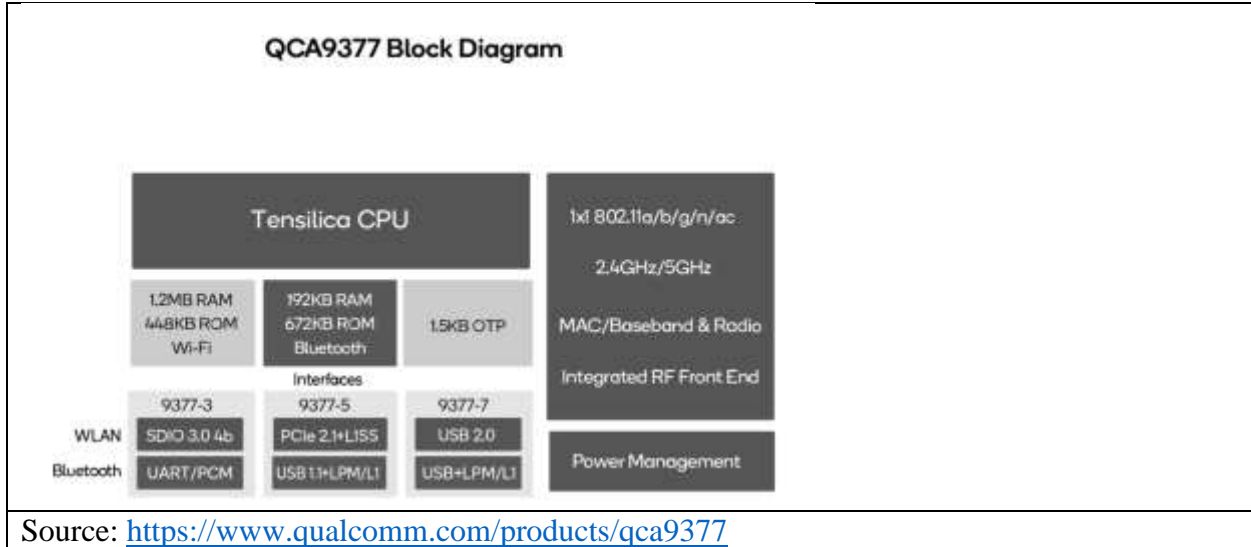 QCA9377 Block Diagram
Tensilica CPU
1.2MB RAM
448KB ROM
Wi-Fi
192KB RAM
672KB ROM
Bluetooth
1.5KB OTP
1x1 802.11a/b/g/n/ac
2.4GHz/5GHz
MAC/Baseband & Radio
Integrated RF Front End
Interfaces
9377-3
9377-5
9377-7
WLAN
SDIO 3.0 4b
PCIe 2.1+L1SS
USB 2.0
Bluetooth
UART/PCM
USB 1.1+LPM/L1
USB+LPM/L1
Power Management
Source: https://www.qualcomm.com/products/qca9377